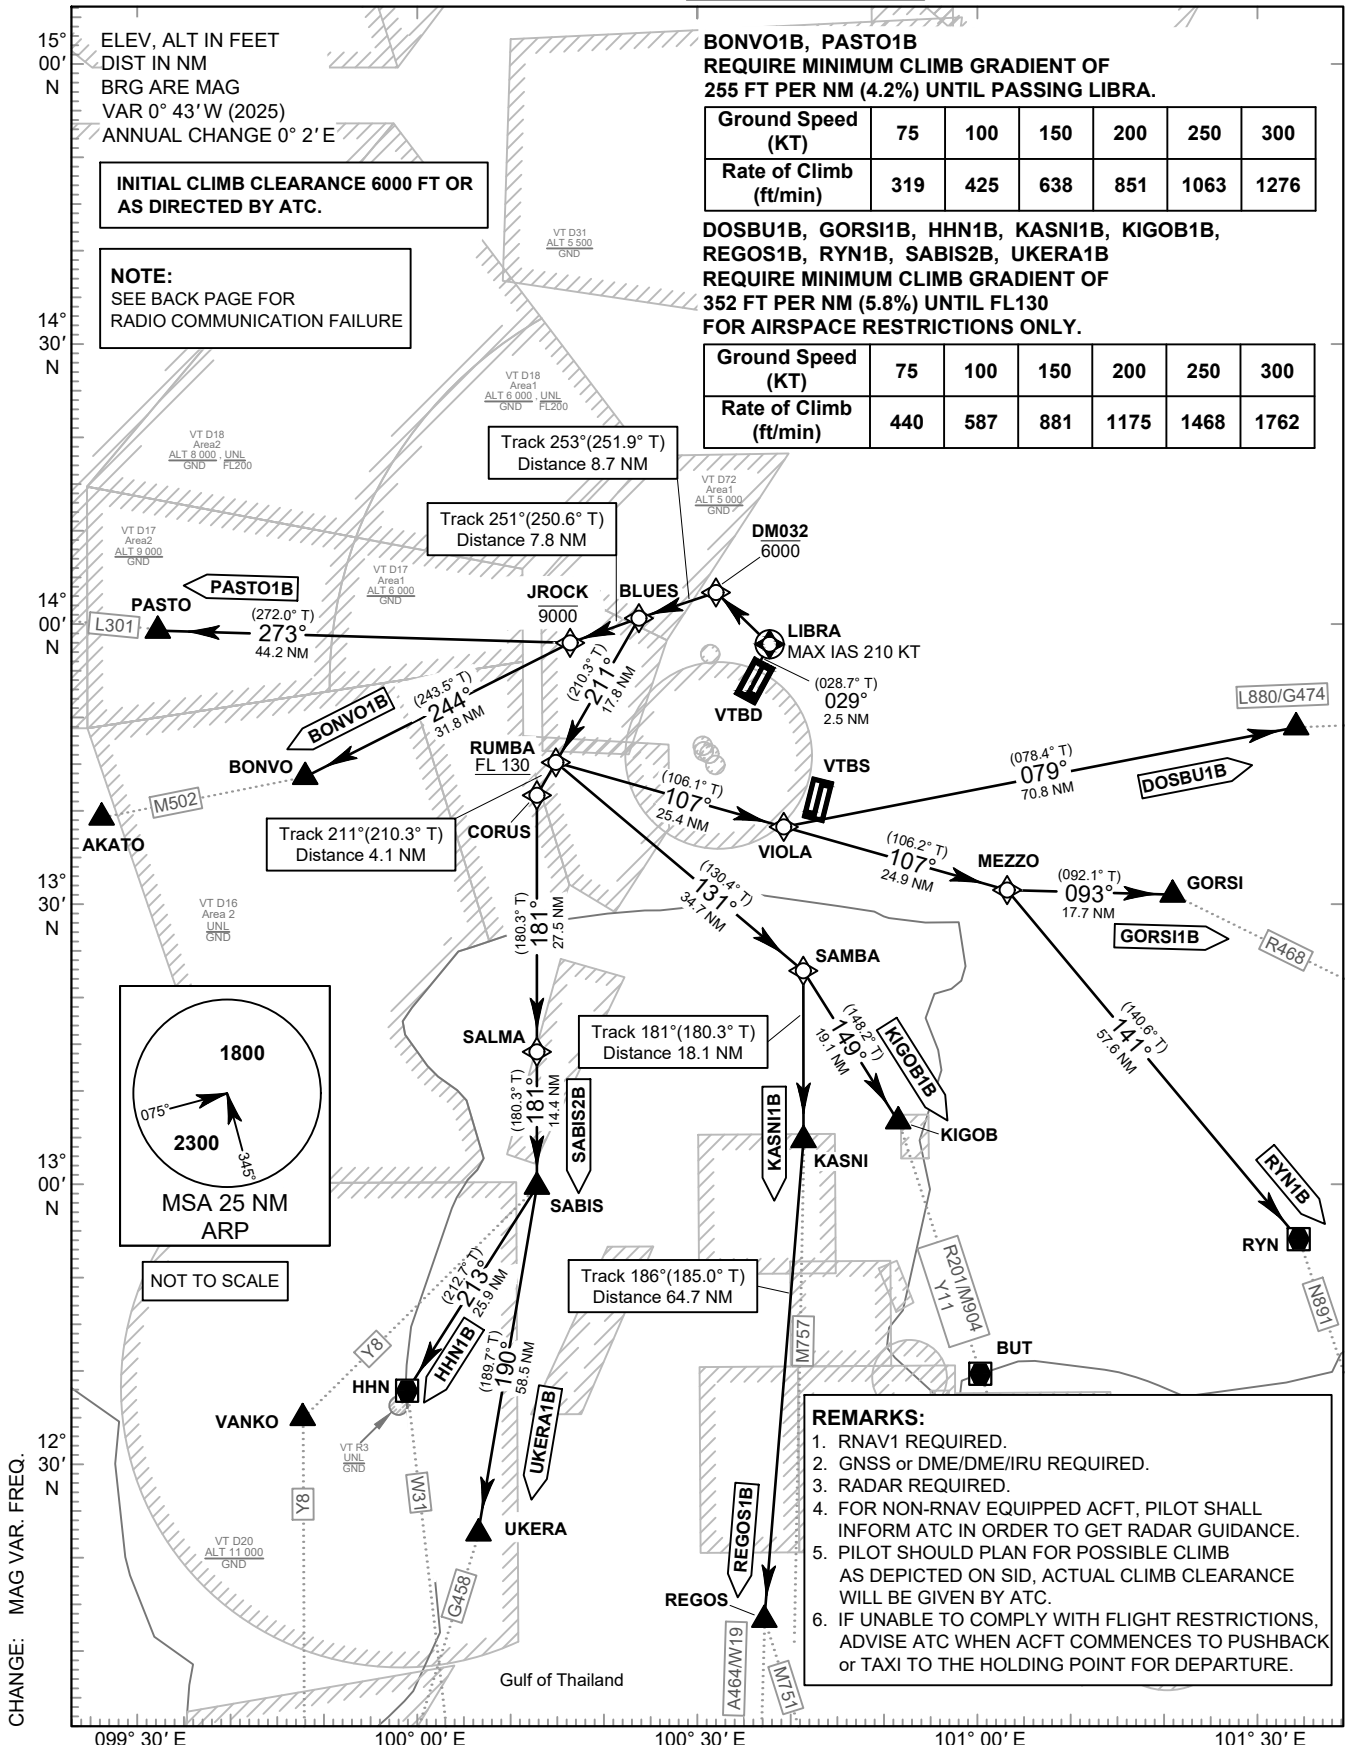 15°
00′
N
ELEV, ALT IN FEET
DIST IN NM
BRG ARE MAG
VAR 0° 43′ W (2025)
ANNUAL CHANGE 0° 2′ E
INITIAL CLIMB CLEARANCE 6000 FT OR
AS DIRECTED BY ATC.
NOTE:
SEE BACK PAGE FOR
RADIO COMMUNICATION FAILURE
BONVO1B, PASTO1B
REQUIRE MINIMUM CLIMB GRADIENT OF
255 FT PER NM (4.2%) UNTIL PASSING LIBRA.
Ground Speed (KT) 75 100 150 200 250 300
Rate of Climb (ft/min) 319 425 638 851 1063 1276
DOSBU1B, GORSI1B, HHN1B, KASNI1B, KIGOB1B,
REGOS1B, RYN1B, SABIS2B, UKERA1B
REQUIRE MINIMUM CLIMB GRADIENT OF
352 FT PER NM (5.8%) UNTIL FL130
FOR AIRSPACE RESTRICTIONS ONLY.
Ground Speed (KT) 75 100 150 200 250 300
Rate of Climb (ft/min) 440 587 881 1175 1468 1762
VT D31
ALT 5 500
GND
14°
30′
N
VT D18
Area1
ALT 6 000 , UNL
GND FL200
VT D18
Area2
ALT 8 000 , UNL
GND FL200
Track 253°(251.9° T)
Distance 8.7 NM
VT D72
Area1
ALT 5 000
GND
Track 251°(250.6° T)
Distance 7.8 NM
VT D17
Area2
ALT 9 000
GND
VT D17
Area1
ALT 6 000
GND
DM032
6000
14°
00′
N
PASTO1B
PASTO
L301
(272.0° T)
273°
44.2 NM
JROCK
9000
BLUES
LIBRA
MAX IAS 210 KT
(028.7° T)
029°
2.5 NM
VTBD
(210.3° T)
211°
17.8 NM
(243.5° T)
244°
31.8 NM
BONVO1B
BONVO
M502
AKATO
RUMBA
FL 130
CORUS
Track 211°(210.3° T)
Distance 4.1 NM
(106.1° T)
107°
25.4 NM
VTBS
VIOLA
L880/G474
(078.4° T)
079°
70.8 NM
DOSBU1B
(106.2° T)
107°
24.9 NM
MEZZO
(092.1° T)
093°
17.7 NM
GORSI
GORSI1B
R468
13°
30′
N
VT D16
Area 2
UNL
GND
(130.4° T)
131°
34.7 NM
(180.3° T)
181°
27.5 NM
SAMBA
SALMA
Track 181°(180.3° T)
Distance 18.1 NM
(148.2° T)
149°
19.1 NM
KIGOB1B
KIGOB
(140.6° T)
141°
57.6 NM
1800
075°
2300
345°
MSA 25 NM
ARP
NOT TO SCALE
(180.3° T)
181°
14.4 NM
SABIS2B
SABIS
KASNI1B
KASNI
13°
00′
N
RYN1B
RYN
N891
R201/M904
Y11
(212.7° T)
213°
25.9 NM
HHN1B
Track 186°(185.0° T)
Distance 64.7 NM
M757
Y8
HHN
VANKO
(189.7° T)
190°
58.5 NM
UKERA1B
BUT
VT R3
UNL
GND
12°
30′
N
Y8
W31
VT D20
ALT 11 000
GND
UKERA
G458
REGOS1B
REGOS
A464/W19
M751
Gulf of Thailand
REMARKS:
1. RNAV1 REQUIRED.
2. GNSS or DME/DME/IRU REQUIRED.
3. RADAR REQUIRED.
4. FOR NON-RNAV EQUIPPED ACFT, PILOT SHALL
INFORM ATC IN ORDER TO GET RADAR GUIDANCE.
5. PILOT SHOULD PLAN FOR POSSIBLE CLIMB
AS DEPICTED ON SID, ACTUAL CLIMB CLEARANCE
WILL BE GIVEN BY ATC.
6. IF UNABLE TO COMPLY WITH FLIGHT RESTRICTIONS,
ADVISE ATC WHEN ACFT COMMENCES TO PUSHBACK
or TAXI TO THE HOLDING POINT FOR DEPARTURE.
CHANGE: MAG VAR. FREQ.
099° 30′ E
100° 00′ E
100° 30′ E
101° 00′ E
101° 30′ E